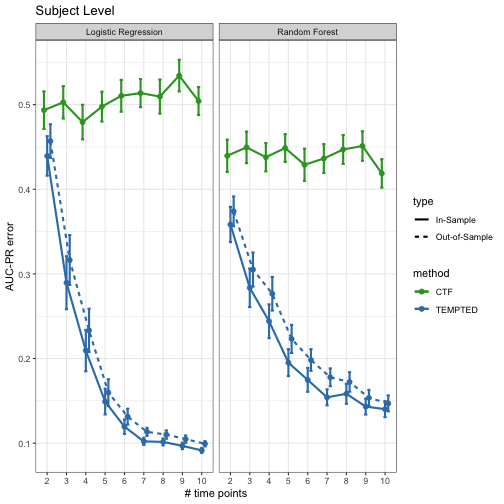 Subject Level
Logistic Regression
Random Forest
AUC-PR error
0.5
0.4
0.3
0.2
0.1
2 3 4 5 6 7 8 9 10
2 3 4 5 6 7 8 9 10
# time points
type
In-Sample
Out-of-Sample
method
CTF
TEMPTED